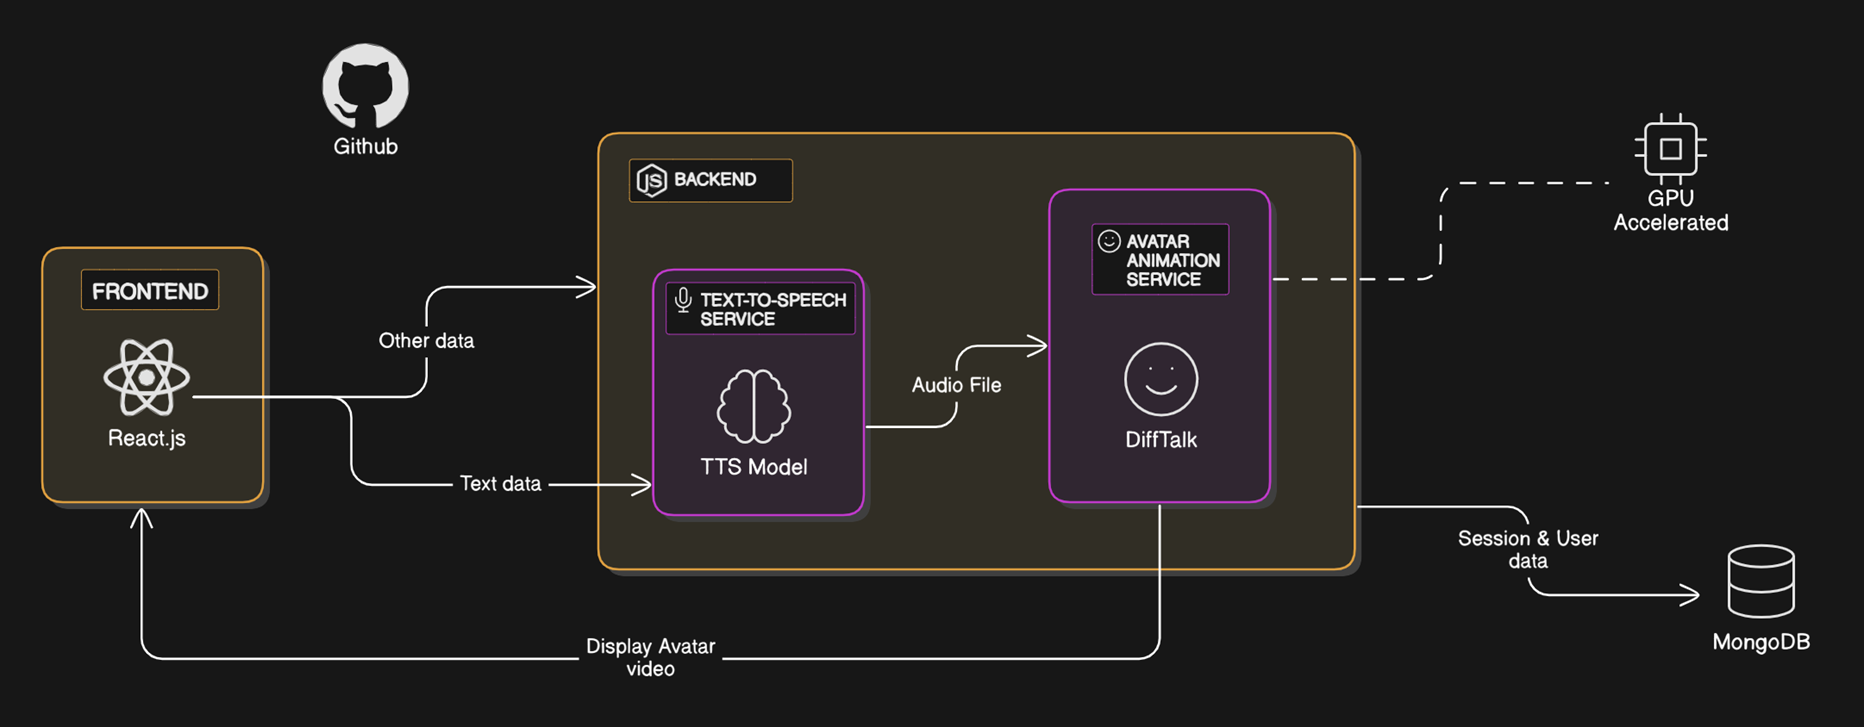 Github
JS BACKEND
GPU
Accelerated
AVATAR
ANIMATION
SERVICE
FRONTEND
TEXT-TO-SPEECH
SERVICE
Other data
Audio File
React.js
DiffTalk
TTS Model
Text data
Session & User
data
MongoDB
Display Avatar
video